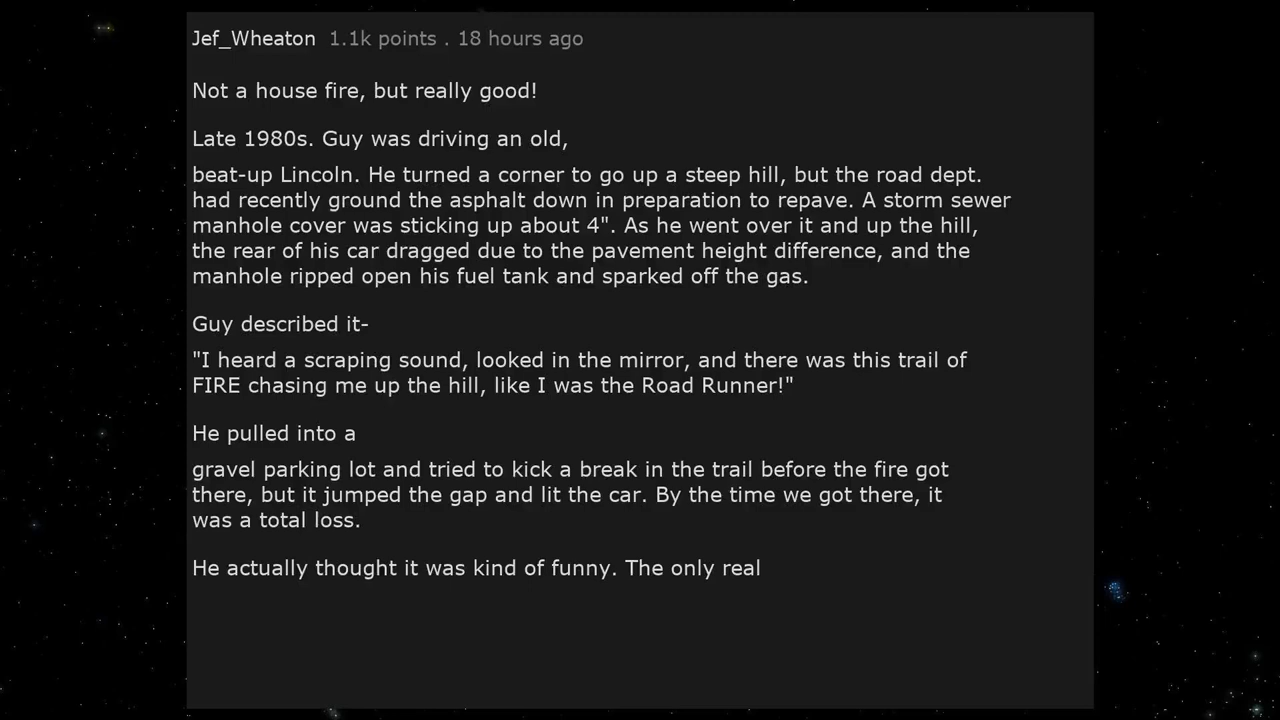 Jef_Wheaton 1.1k points . 18 hours ago
Not a house fire, but really good!
Late 1980s. Guy was driving an old,
beat-up Lincoln. He turned a corner to go up a steep hill, but the road dept.
had recently ground the asphalt down in preparation to repave. A storm sewer
manhole cover was sticking up about 4". As he went over it and up the hill,
the rear of his car dragged due to the pavement height difference, and the
manhole ripped open his fuel tank and sparked off the gas.
Guy described it-
"I heard a scraping sound, looked in the mirror, and there was this trail of
FIRE chasing me up the hill, like I was the Road Runner!"
He pulled into a
gravel parking lot and tried to kick a break in the trail before the fire got
there, but it jumped the gap and lit the car. By the time we got there, it
was a total loss.
He actually thought it was kind of funny. The only real